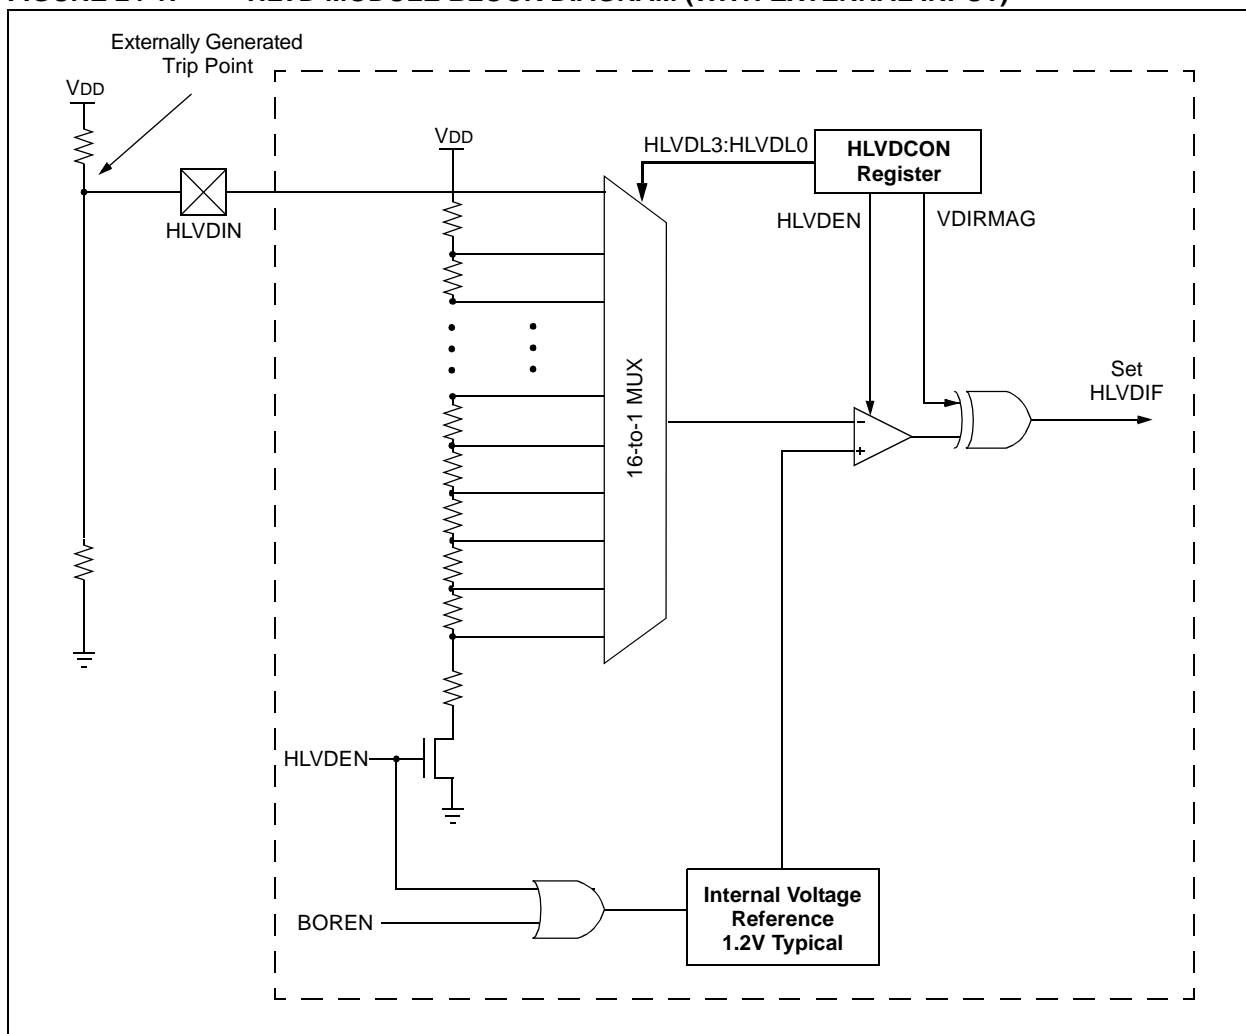 Externally Generated
Trip Point
VDD
VDD
HLVDIN
HLVDL3:HLVDL0
HLVDCON
Register
HLVDEN
VDIRMAG
16-to-1 MUX
–
+
Set
HLVDIF
HLVDEN
BOREN
Internal Voltage
Reference
1.2V Typical